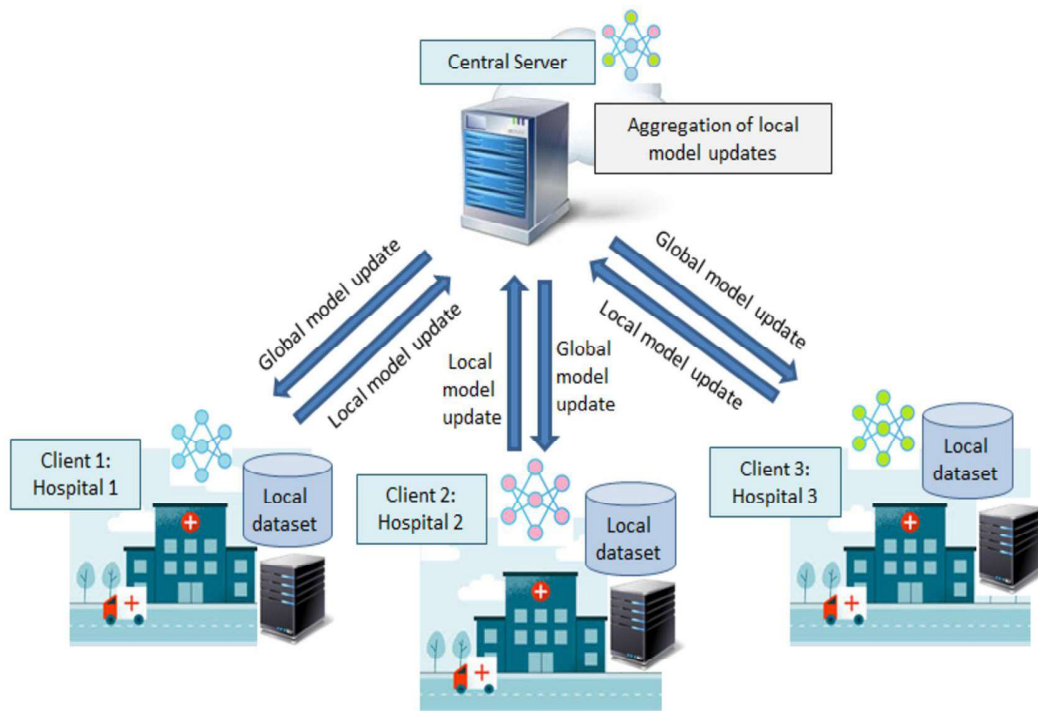 Central Server
Aggregation of local
model updates
Global model update
Local model update
Local
model
update
Global
model
update
Global model update
Local model update
Client 1:
Hospital 1
Local
dataset
Client 2:
Hospital 2
Local
dataset
Client 3:
Hospital 3
Local
dataset